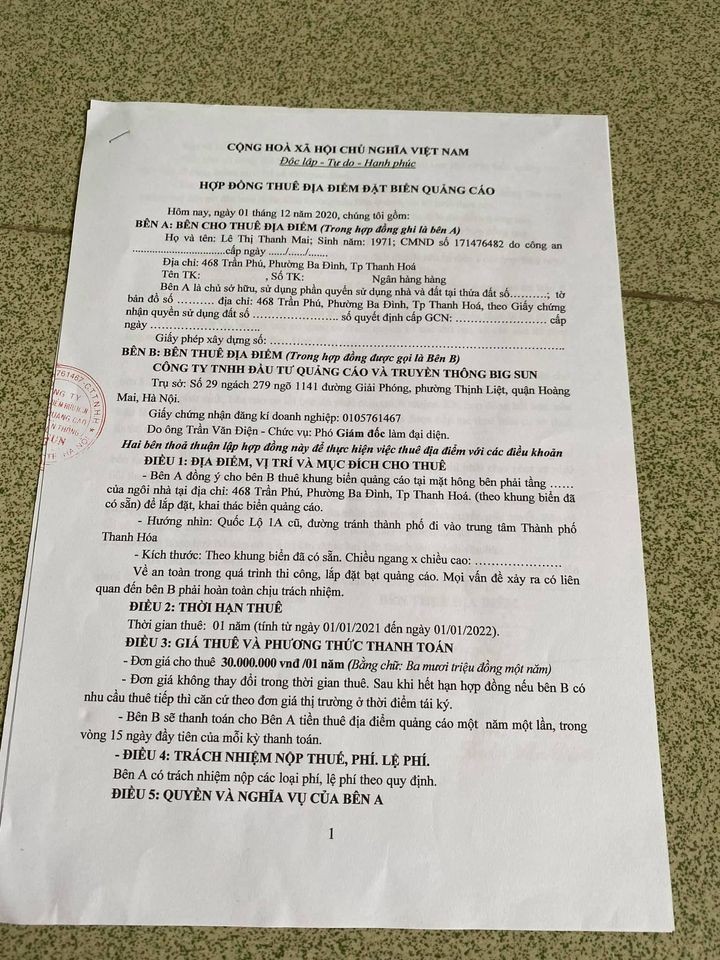 CỘNG HOÀ XÃ HỘI CHỦ NGHĨA VIỆT NAM
Độc lập - Tự do - Hạnh phúc
HỢP ĐỒNG THUÊ ĐỊA ĐIỂM ĐẶT BIỂN QUẢNG CÁO
Hôm nay, ngày 01 tháng 12 năm 2020, chúng tôi gồm:
BÊN A: BÊN CHO THUÊ ĐỊA ĐIỂM (Trong hợp đồng ghi là bên A)
Họ và tên: Lê Thị Thanh Mai; Sinh năm: 1971; CMND số 171476482 do công an
..............................cấp ngày ....../....../.......
Địa chỉ: 468 Trần Phú, Phường Ba Đình, Tp Thanh Hoá
Tên TK: , Số TK: Ngân hàng hàng
Bên A là chủ sở hữu, sử dụng phần quyền sử dụng nhà và đất tại thửa đất số……….; tờ
bản đồ số ………. địa chỉ: 468 Trần Phú, Phường Ba Đình, Tp Thanh Hoá, theo Giấy chứng
nhận quyền sử dụng đất số …………………. số quyết định cấp GCN: ………………… cấp
ngày ……………………..
Giấy phép xây dựng số: ………………………………………………………………
BÊN B: BÊN THUÊ ĐỊA ĐIỂM (Trong hợp đồng được gọi là Bên B)
CÔNG TY TNHH ĐẦU TƯ QUẢNG CÁO VÀ TRUYỀN THÔNG BIG SUN
Trụ sở: Số 29 ngách 279 ngõ 1141 đường Giải Phóng, phường Thịnh Liệt, quận Hoàng
Mai, Hà Nội.
Giấy chứng nhận đăng kí doanh nghiệp: 0105761467
Do ông Trần Văn Điện - Chức vụ: Phó Giám đốc làm đại diện.
Hai bên thoả thuận lập hợp đồng này để thực hiện việc thuê địa điểm với các điều khoản
ĐIỀU 1: ĐỊA ĐIỂM, VỊ TRÍ VÀ MỤC ĐÍCH CHO THUÊ
- Bên A đồng ý cho bên B thuê khung biển quảng cáo tại mặt hông bên phải tầng ……
của ngôi nhà tại địa chỉ: 468 Trần Phú, Phường Ba Đình, Tp Thanh Hoá. (theo khung biển đã
có sẵn) để lắp đặt, khai thác biển quảng cáo.
- Hướng nhìn: Quốc Lộ 1A cũ, đường tránh thành phố đi vào trung tâm Thành phố
Thanh Hóa
- Kích thước: Theo khung biển đã có sẵn. Chiều ngang x chiều cao: …………………
Về an toàn trong quá trình thi công, lắp đặt bạt quảng cáo. Mọi vấn đề xảy ra có liên
quan đến bên B phải hoàn toàn chịu trách nhiệm.
ĐIỀU 2: THỜI HẠN THUÊ
Thời gian thuê: 01 năm (tính từ ngày 01/01/2021 đến ngày 01/01/2022).
ĐIỀU 3: GIÁ THUÊ VÀ PHƯƠNG THỨC THANH TOÁN
- Đơn giá cho thuê 30.000.000 vnđ /01 năm (Bằng chữ: Ba mươi triệu đồng một năm)
- Đơn giá không thay đổi trong thời gian thuê. Sau khi hết hạn hợp đồng nếu bên B có
nhu cầu thuê tiếp thì căn cứ theo đơn giá thị trường ở thời điểm tái ký.
- Bên B sẽ thanh toán cho Bên A tiền thuê địa điểm quảng cáo một năm một lần, trong
vòng 15 ngày đầy tiên của mỗi kỳ thanh toán.
- ĐIỀU 4: TRÁCH NHIỆM NỘP THUẾ, PHÍ. LỆ PHÍ.
Bên A có trách nhiệm nộp các loại phí, lệ phí theo quy định.
ĐIỀU 5: QUYỀN VÀ NGHĨA VỤ CỦA BÊN A
1